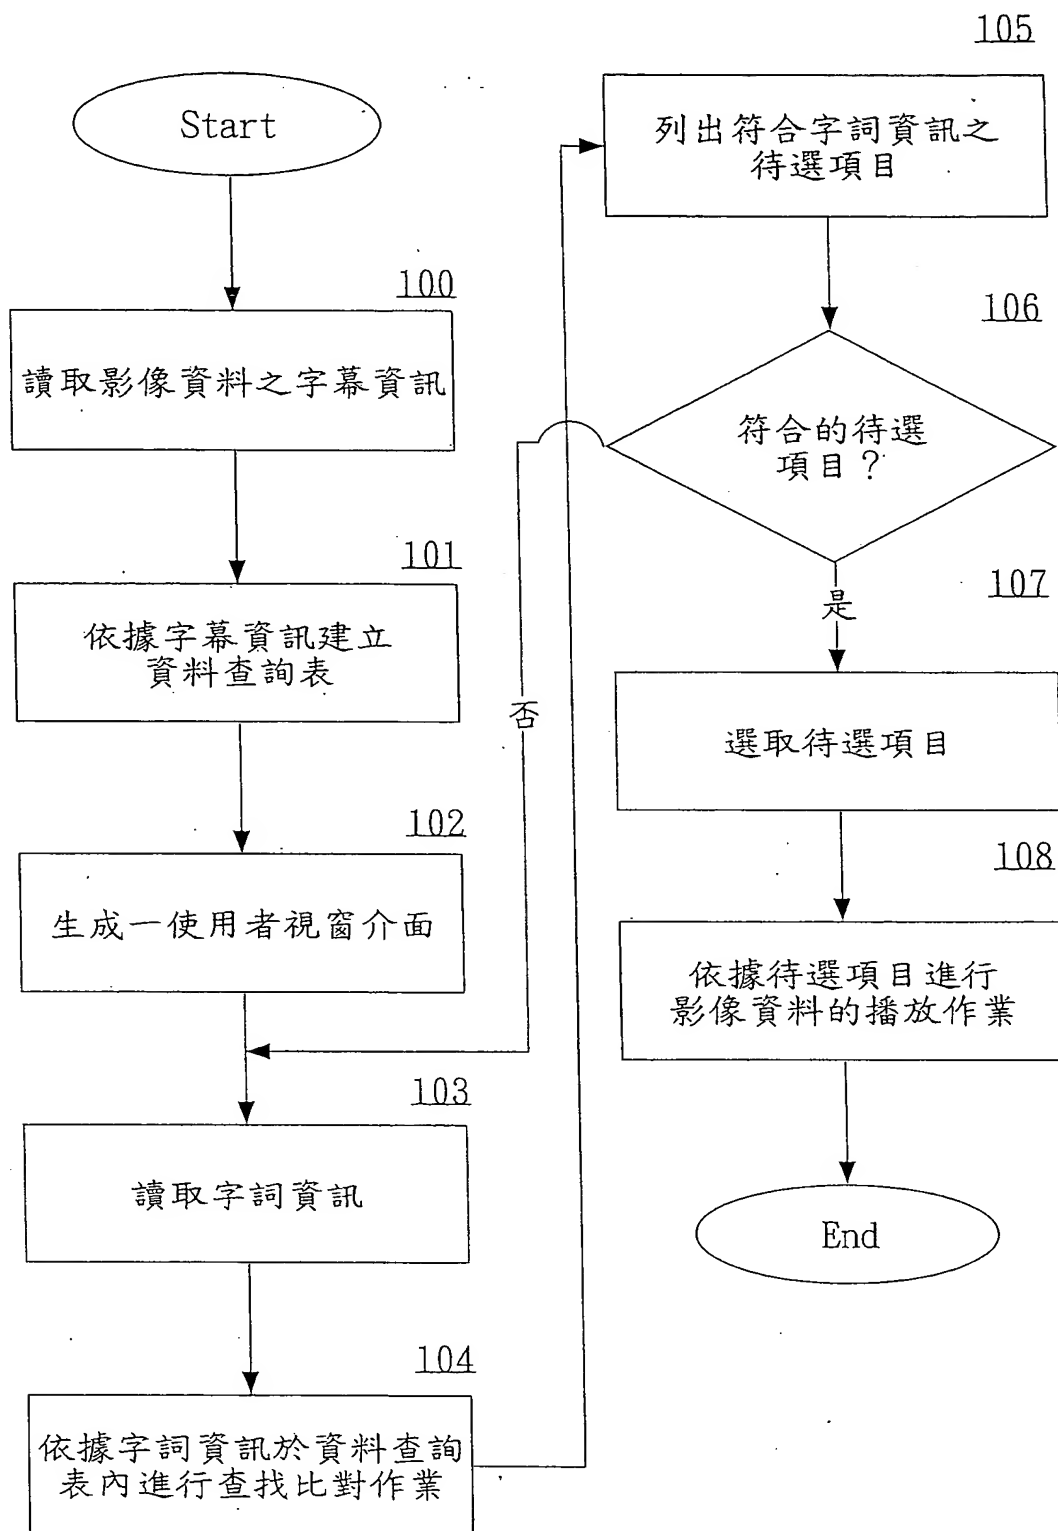 Start
100
讀取影像資料之字幕資訊
101
依據字幕資訊建立
資料查詢表
102
生成一使用者視窗介面
103
讀取字詞資訊
104
依據字詞資訊於資料查詢
表內進行查找比對作業
105
列出符合字詞資訊之
待選項目
106
符合的待選
項目?
否
是
107
選取待選項目
108
依據待選項目進行
影像資料的播放作業
End